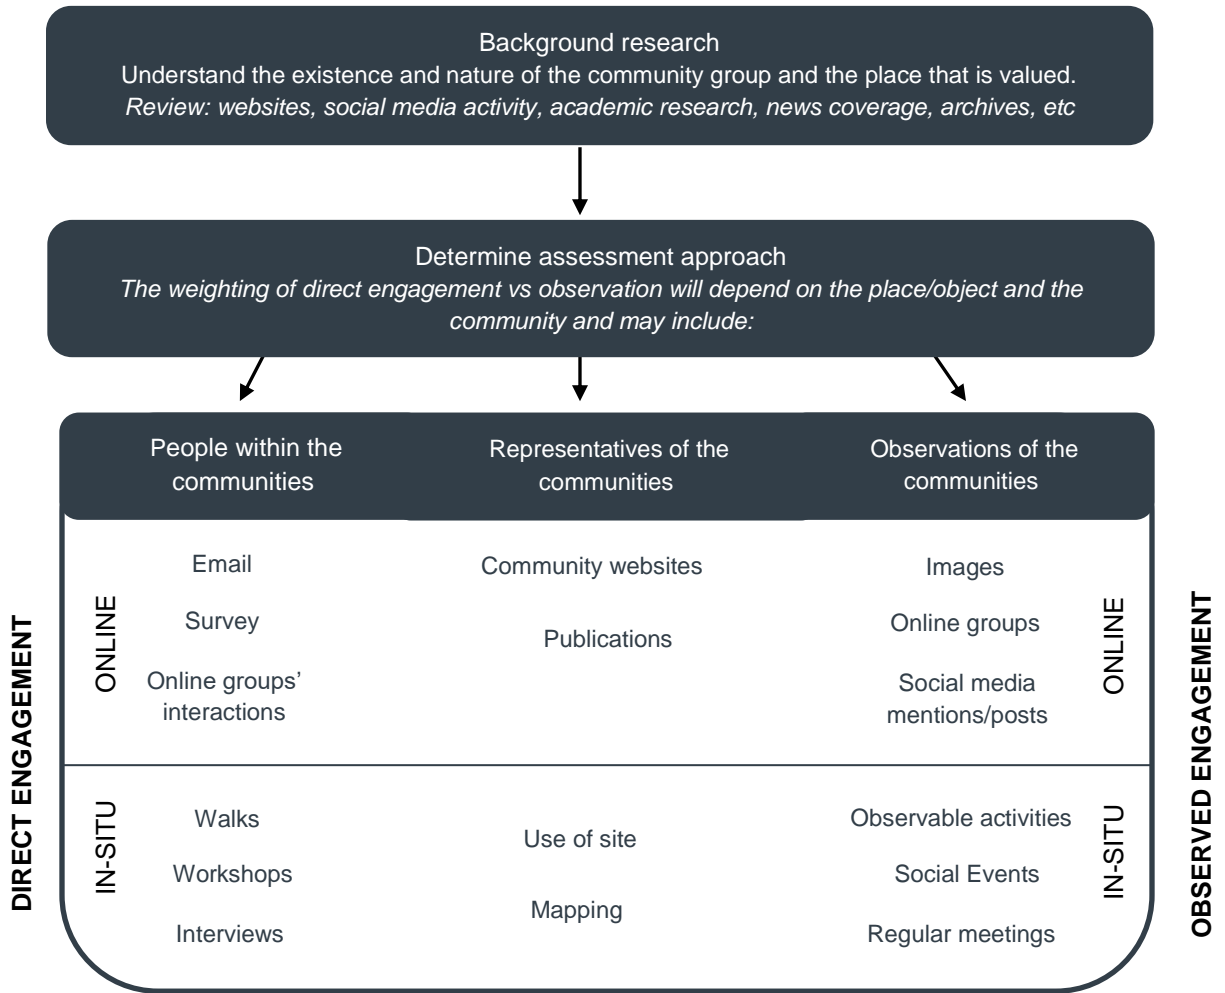 Background research
Understand the existence and nature of the community group and the place that is valued.
Review: websites, social media activity, academic research, news coverage, archives, etc
Determine assessment approach
The weighting of direct engagement vs observation will depend on the place/object and the
community and may include:
People within the
communities
Representatives of the
communities
Observations of the
communities
DIRECT ENGAGEMENT
ONLINE
Email
Survey
Online groups’
interactions
Community websites
Publications
Images
Online groups
Social media
mentions/posts
ONLINE
IN-SITU
Walks
Workshops
Interviews
Use of site
Mapping
Observable activities
Social Events
Regular meetings
IN-SITU
OBSERVED ENGAGEMENT